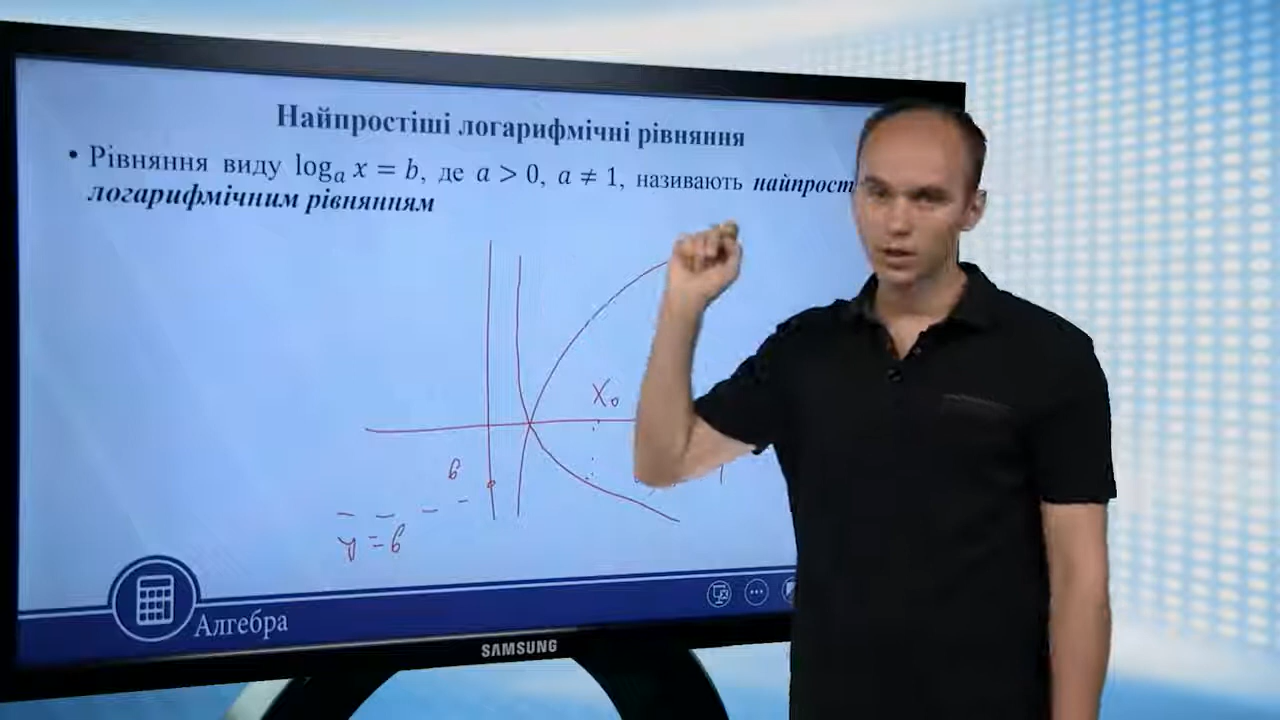 Найпростіші логарифмічні рівняння
• Рівняння виду logₐ x = b, де a > 0, a ≠ 1, називають найпрост
логарифмічним рівнянням
X₀
b
y = b
Алгебра
SAMSUNG